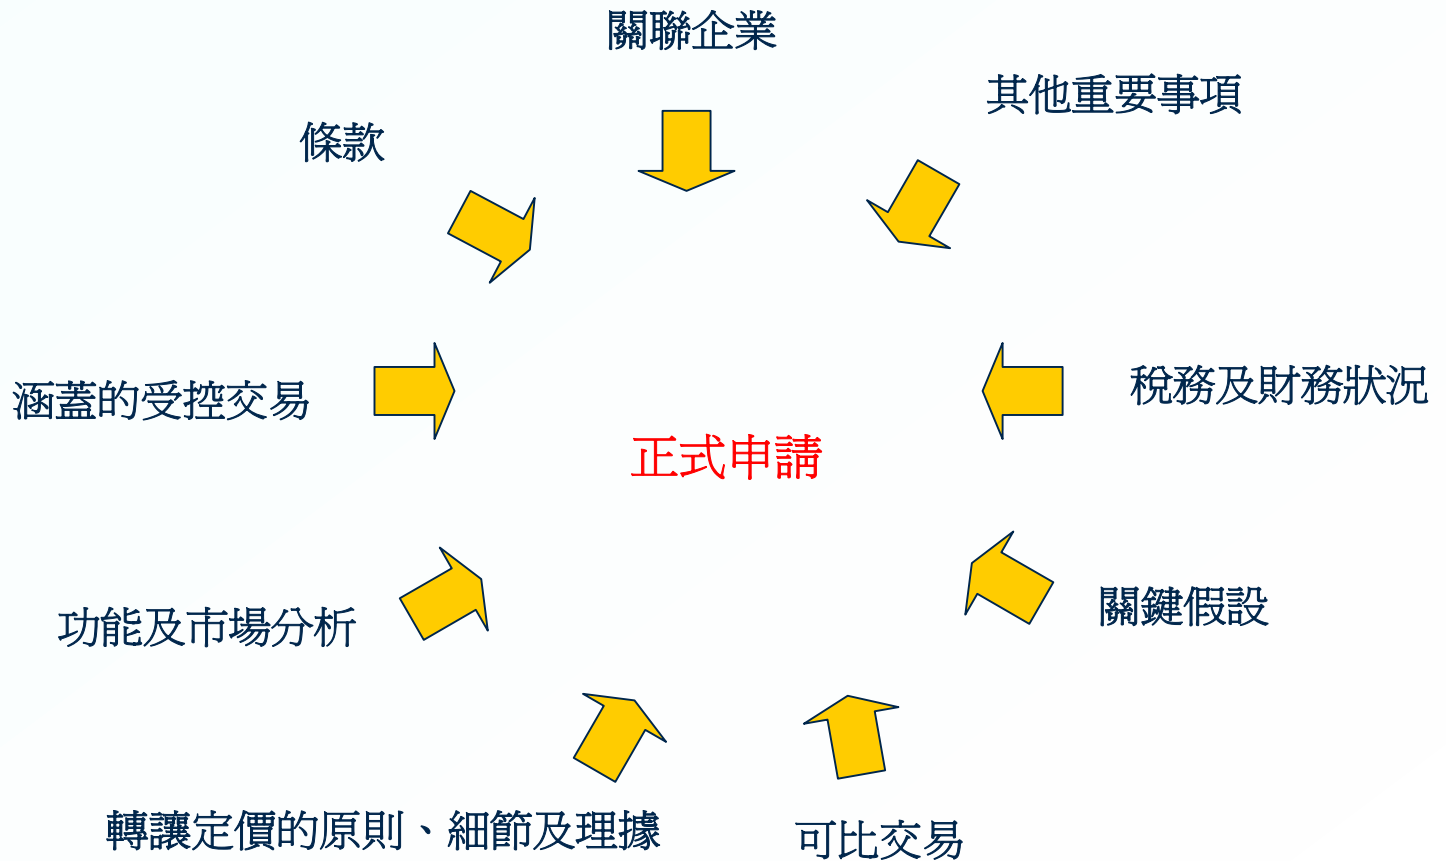 關聯企業
其他重要事項
條款
稅務及財務狀況
涵蓋的受控交易
正式申請
關鍵假設
功能及市場分析
轉讓定價的原則、細節及理據
可比交易